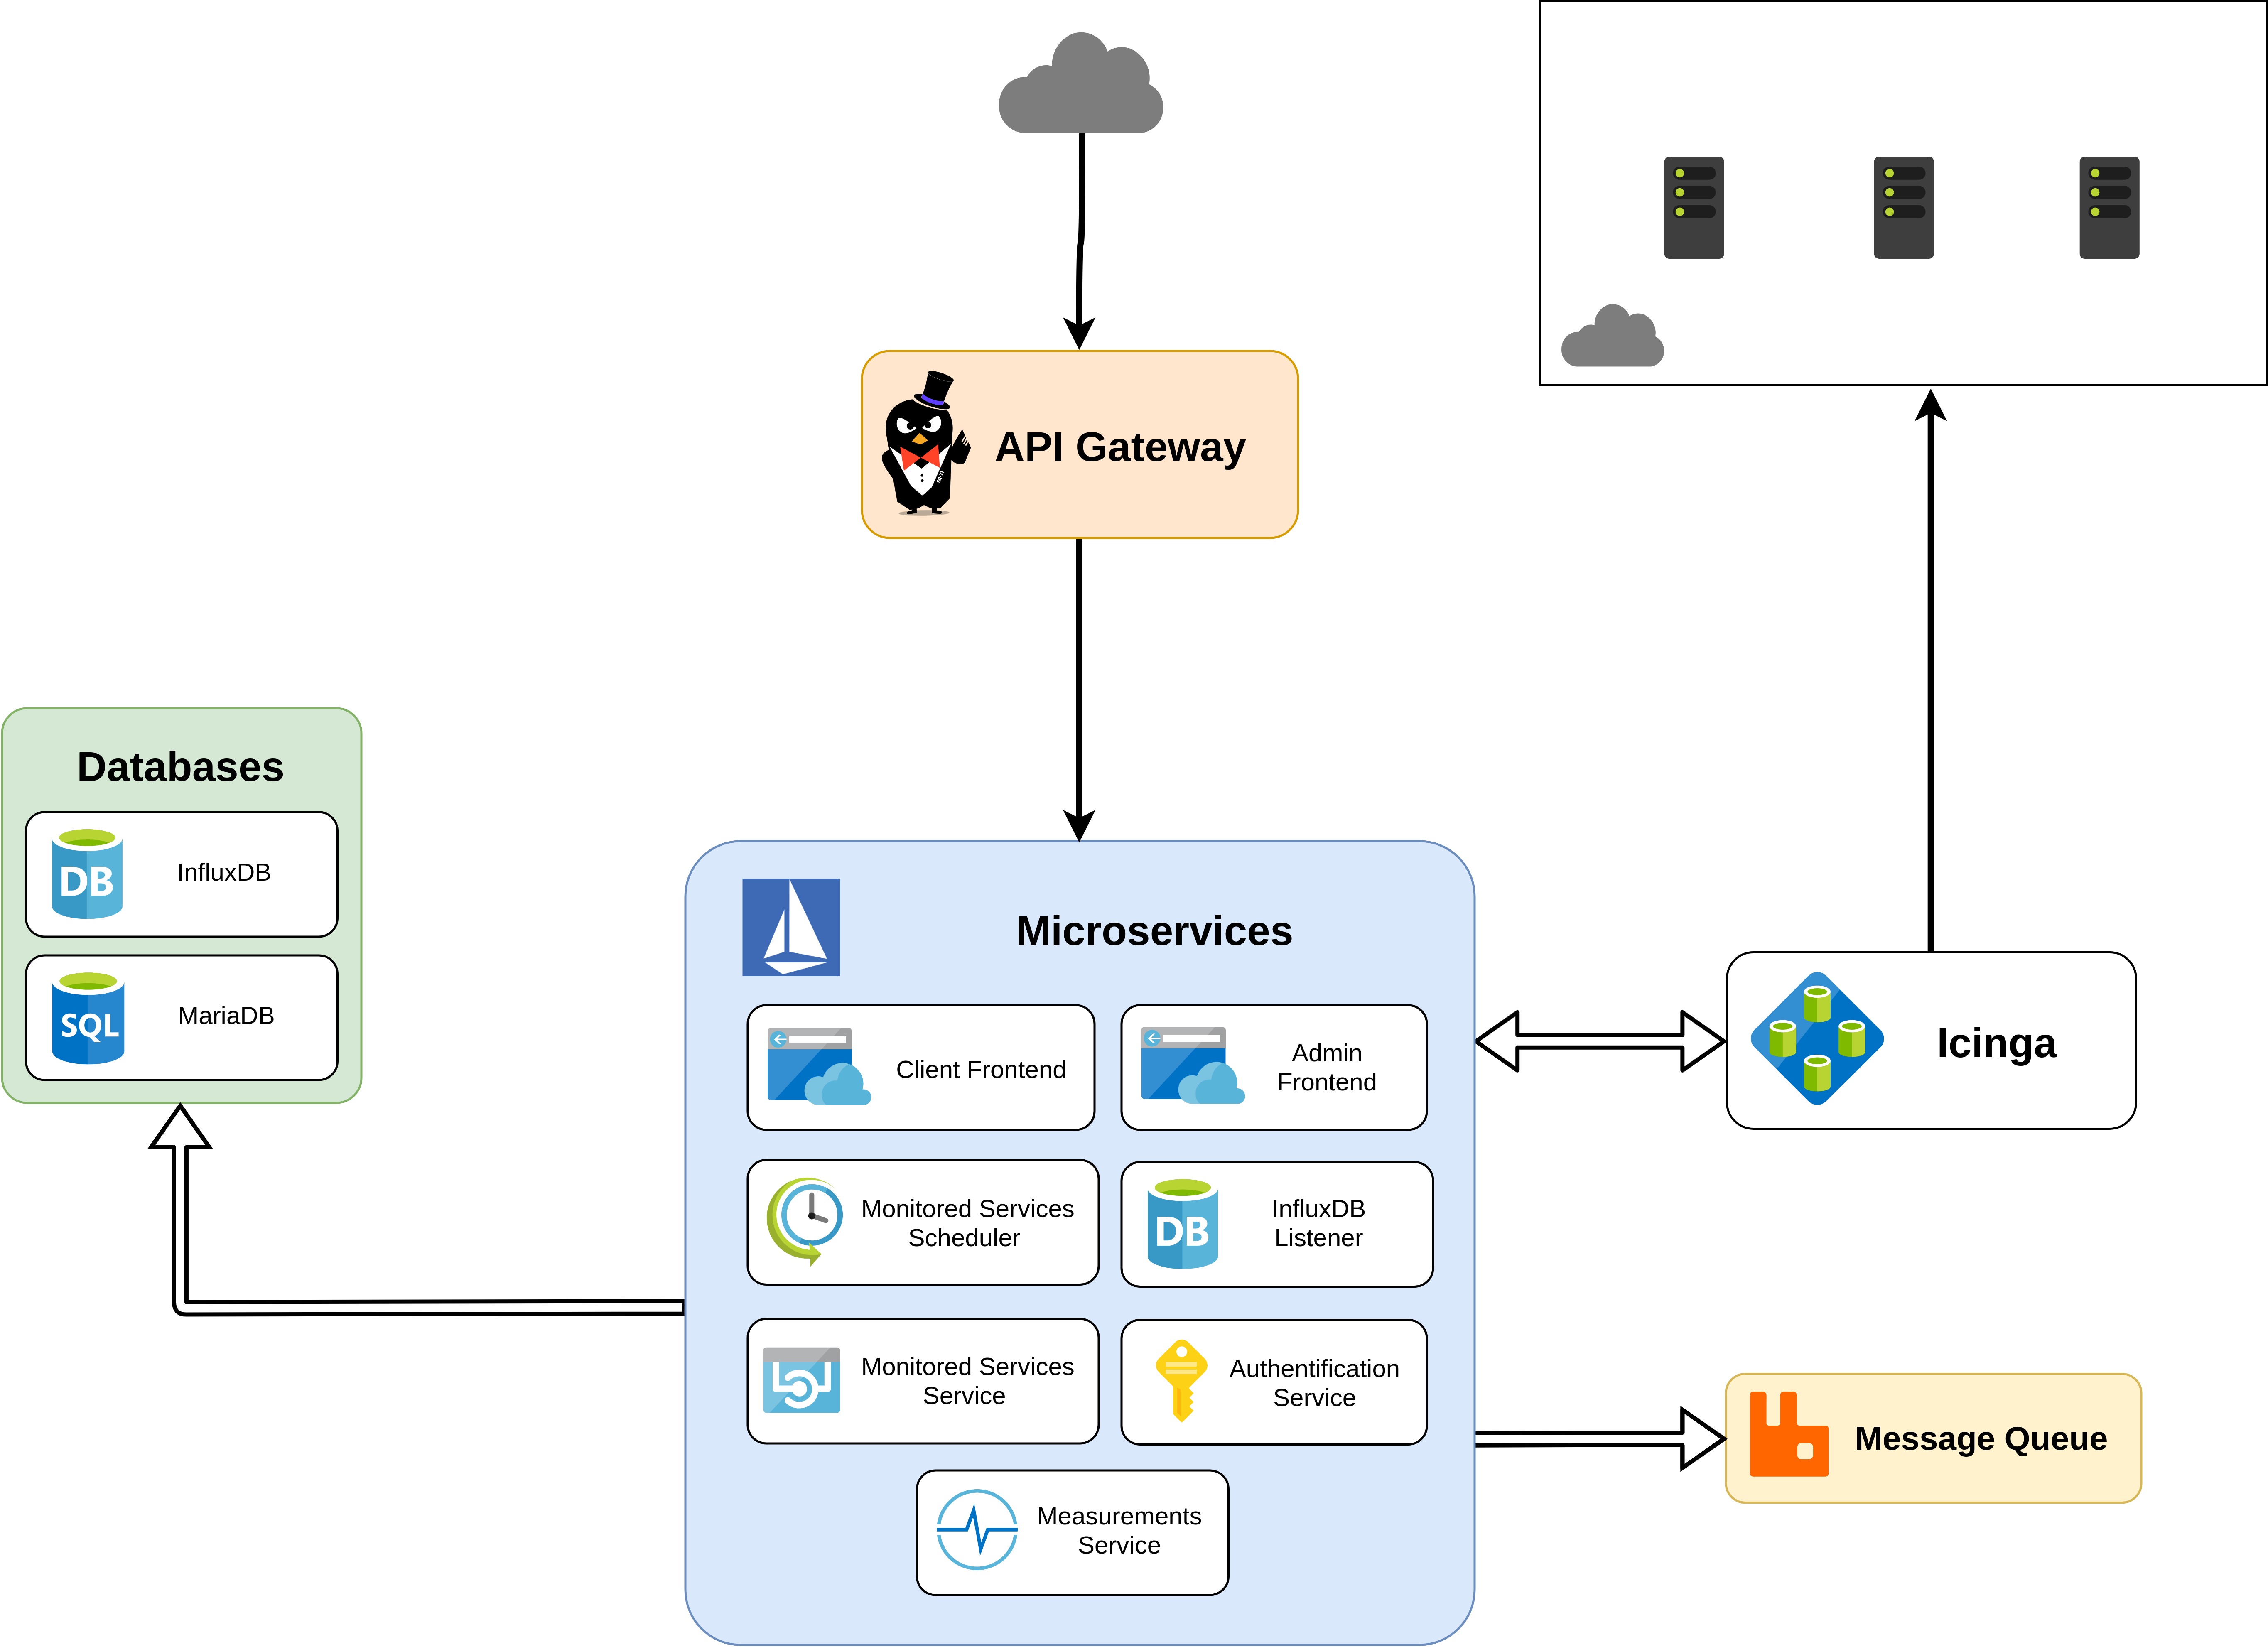 API Gateway
Databases
InfluxDB
DB
MariaDB
SQL
Microservices
Client Frontend
Admin
Frontend
Monitored Services
Scheduler
DB
InfluxDB
Listener
Monitored Services
Service
Authentification
Service
Measurements
Service
Icinga
Message Queue